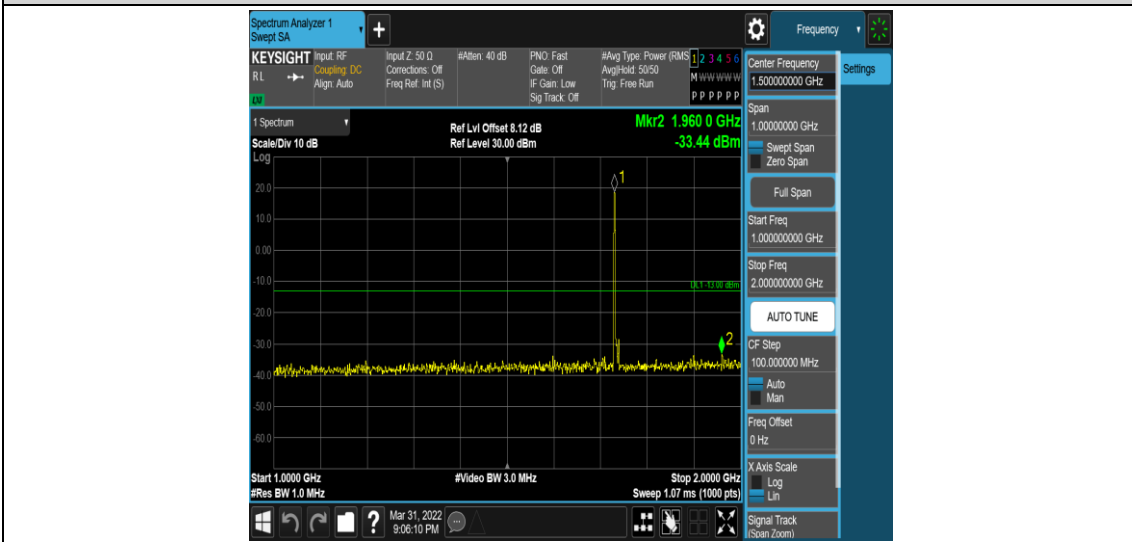 Spectrum Analyzer 1
Swept SA
+
Frequency
KEYSIGHT
Input: RF
Input Z: 50 Ω
#Atten: 40 dB
PNO: Fast
#Avg Type: Power (RMS
1 2 3 4 5 6
R L
Coupling: DC
Corrections: Off
Gate: Off
Avg|Hold: 50/50
M W W W W W
Align: Auto
Freq Ref: Int (S)
IF Gain: Low
Trig: Free Run
Sig Track: Off
P P P P P P
1 Spectrum
Ref Lvl Offset 8.12 dB
Mkr2 1.960 0 GHz
Scale/Div 10 dB
Ref Level 30.00 dBm
-33.44 dBm
Log
1
20.0
10.0
0.00
-10.0
DL1 -13.00 dBm
-20.0
-30.0
2
-40.0
-50.0
-60.0
Start 1.0000 GHz
#Video BW 3.0 MHz
Stop 2.0000 GHz
#Res BW 1.0 MHz
Sweep 1.07 ms (1000 pts)
?
Mar 31, 2022
9:06:10 PM
Center Frequency
1.500000000 GHz
Settings
Span
1.00000000 GHz
Swept Span
Zero Span
Full Span
Start Freq
1.000000000 GHz
Stop Freq
2.000000000 GHz
AUTO TUNE
CF Step
100.000000 MHz
Auto
Man
Freq Offset
0 Hz
X Axis Scale
Log
Lin
Signal Track
(Span Zoom)